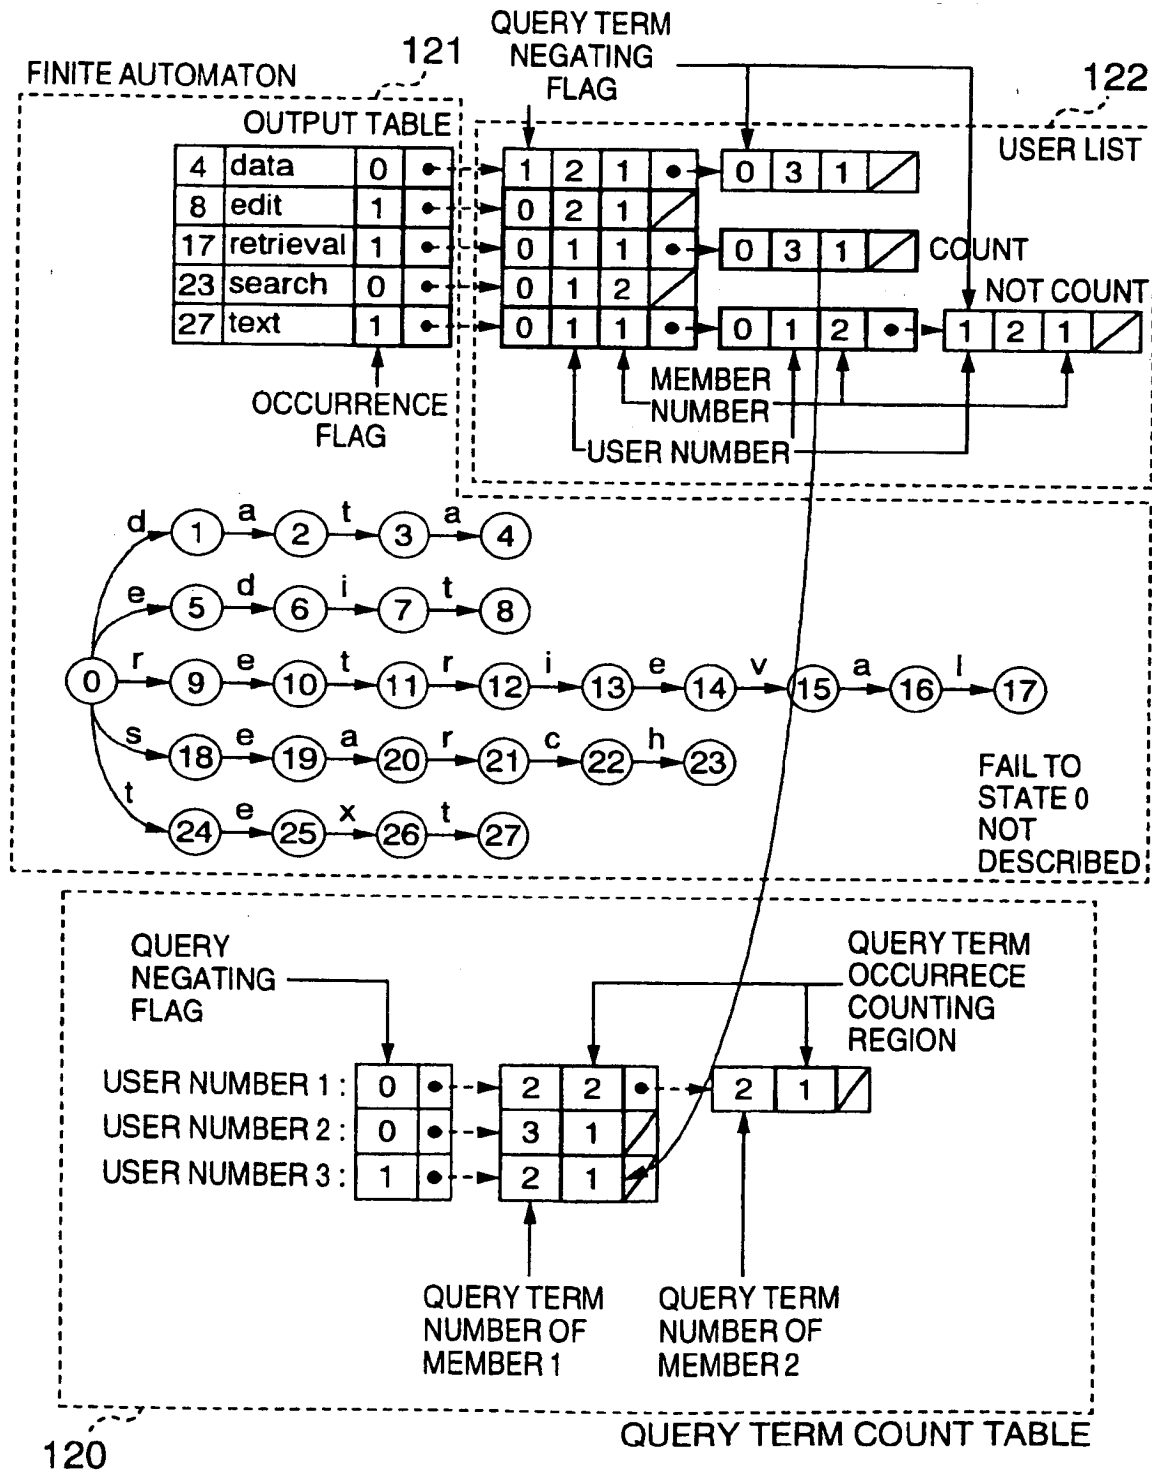 QUERY TERM
NEGATING
FLAG
121
122
FINITE AUTOMATON
OUTPUT TABLE
USER LIST
4 data 0 1 2 1 0 3 1
8 edit 1 0 2 1
17 retrieval 1 0 1 1 0 3 1 COUNT
23 search 0 0 1 2 NOT COUNT
27 text 1 0 1 1 0 1 2 1 2 1
OCCURRENCE
FLAG
MEMBER
NUMBER
USER NUMBER
d a t a
1 2 3 4
e d i t
5 6 7 8
r e t r i e v a l
0 9 10 11 12 13 14 15 16 17
s e a r c h
18 19 20 21 22 23
t e x t
24 25 26 27
FAIL TO
STATE 0
NOT
DESCRIBED
QUERY
NEGATING
FLAG
QUERY TERM
OCCURRECE
COUNTING
REGION
USER NUMBER 1 : 0 2 2 2 1
USER NUMBER 2 : 0 3 1
USER NUMBER 3 : 1 2 1
QUERY TERM
NUMBER OF
MEMBER 1
QUERY TERM
NUMBER OF
MEMBER 2
120
QUERY TERM COUNT TABLE